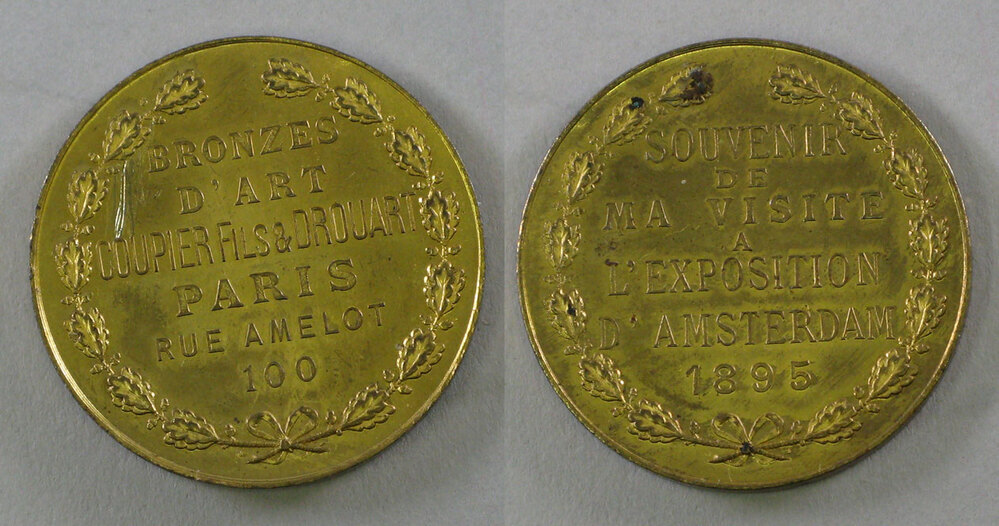 BRONZES
D'ART
COUPIER FILS & DROUART
PARIS
RUE AMELOT
100
SOUVENIR
DE
MA VISITE
A
L'EXPOSITION
D'AMSTERDAM
1895